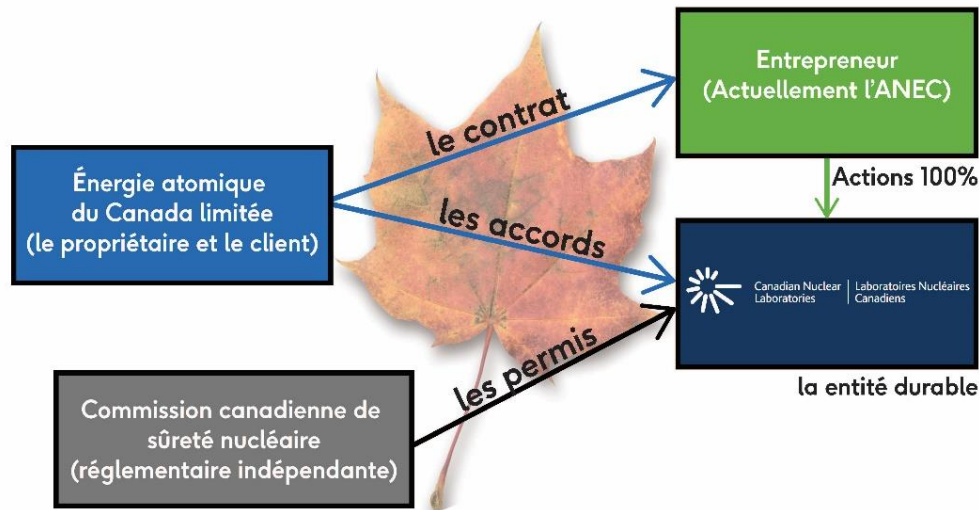 Entrepreneur
(Actuellement l'ANEC)
le contrat
Actions 100%
Énergie atomique
du Canada limitée
(le propriétaire et le client)
les accords
Canadian Nuclear
Laboratories
Laboratoires Nucléaires
Canadiens
les permis
la entité durable
Commission canadienne de
sûreté nucléaire
(réglementaire indépendante)